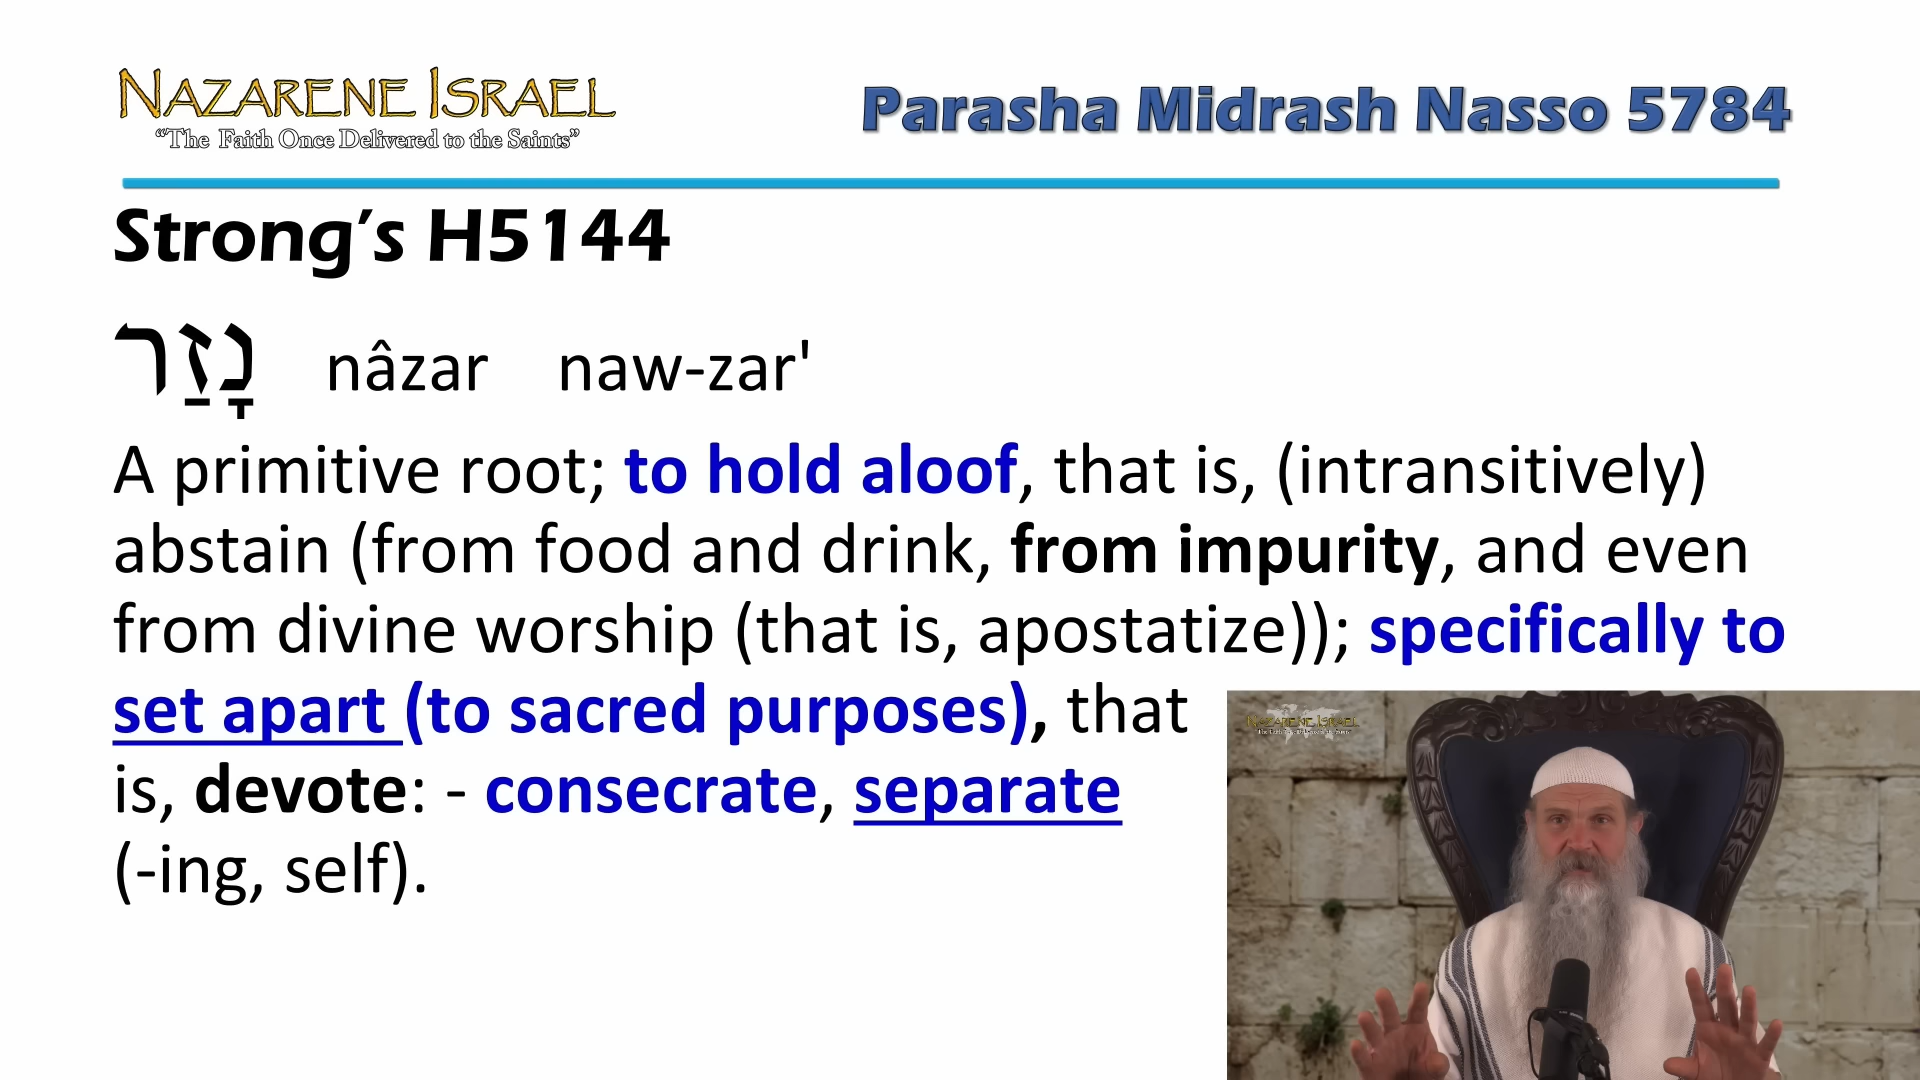 NAZARENE ISRAEL
“The Faith Once Delivered to the Saints”
Parasha Midrash Nasso 5784
Strong’s H5144
נָזַר nâzar naw-zar'
A primitive root; to hold aloof, that is, (intransitively)
abstain (from food and drink, from impurity, and even
from divine worship (that is, apostatize)); specifically to
set apart (to sacred purposes), that
is, devote: - consecrate, separate
(-ing, self).
NAZARENE ISRAEL